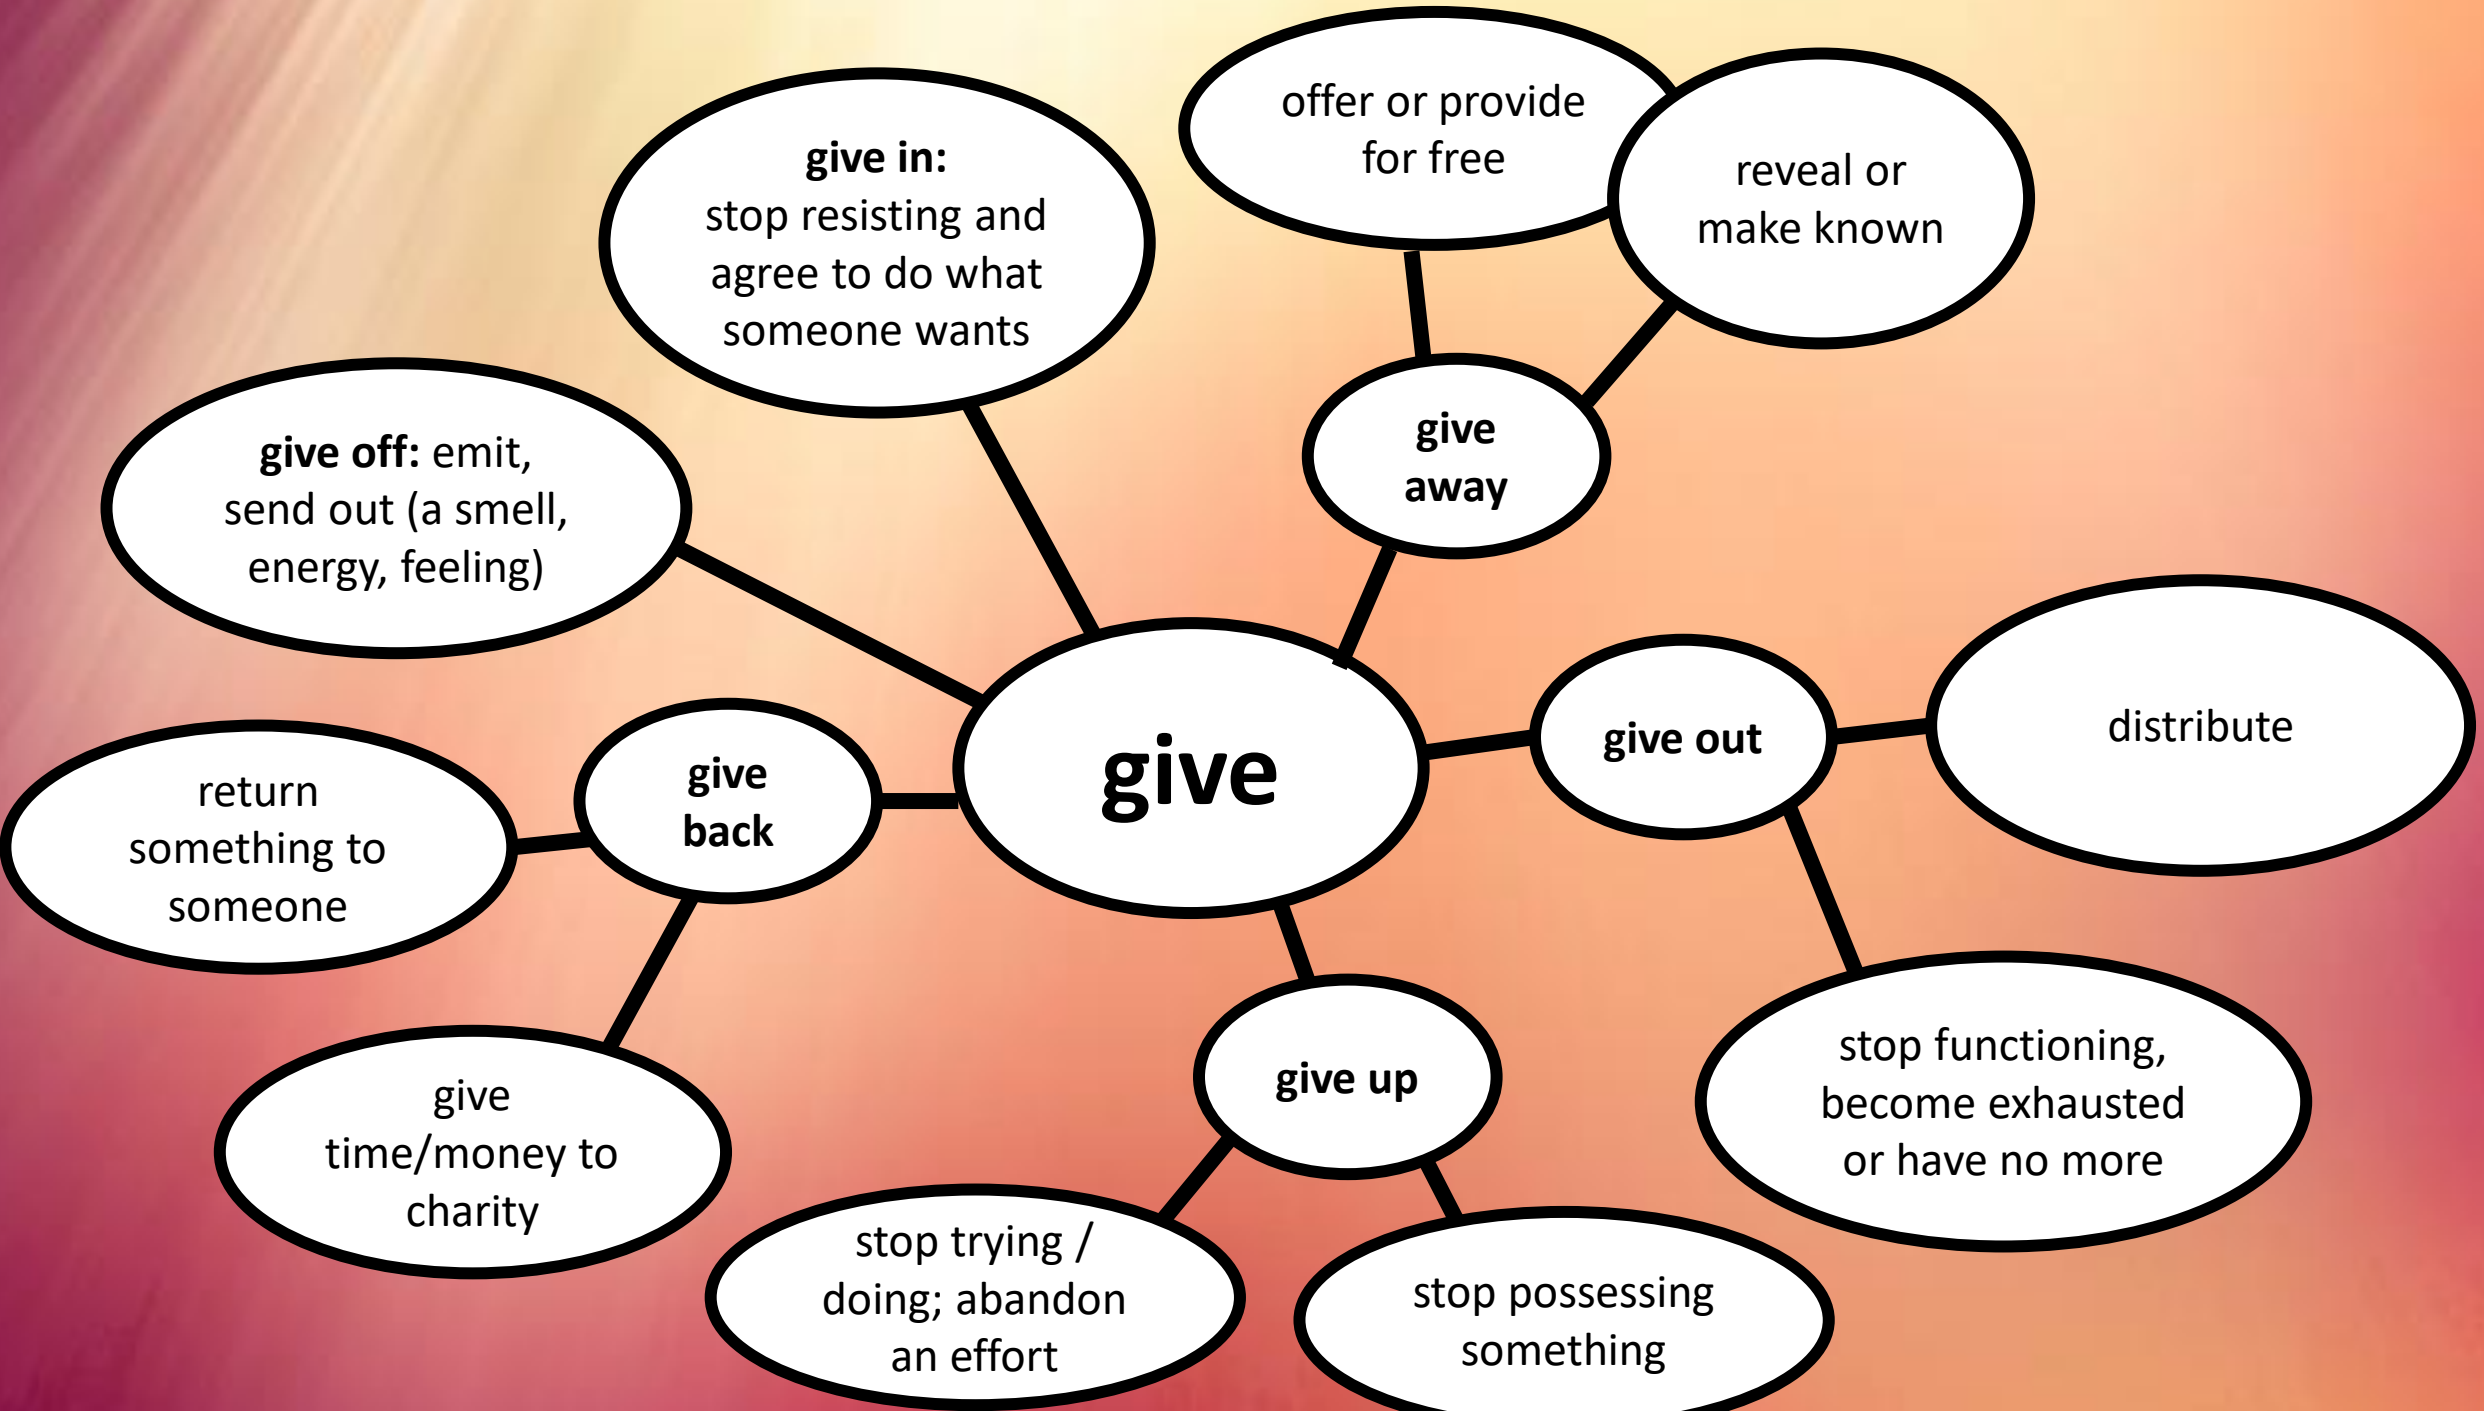 give in:
stop resisting and
agree to do what
someone wants
offer or provide
for free
reveal or
make known
give
away
give off: emit,
send out (a smell,
energy, feeling)
give
give out
distribute
give
back
return
something to
someone
give
time/money to
charity
give up
stop trying /
doing; abandon
an effort
stop possessing
something
stop functioning,
become exhausted
or have no more